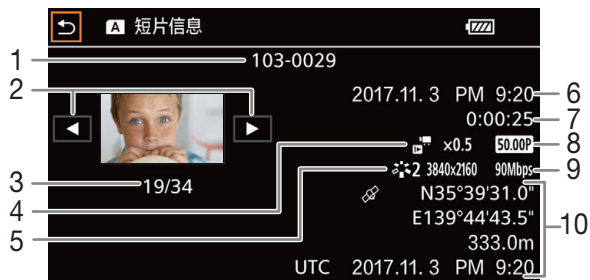 A 短片信息
1 103-0029
2 2017.11. 3 PM 9:20 6
0:00:25 7
x0.5 50.00P 8
3 19/34 2 3840x2160 90Mbps 9
4 N35°39'31.0"
5 E139°44'43.5" 10
333.0m
UTC 2017.11. 3 PM 9:20